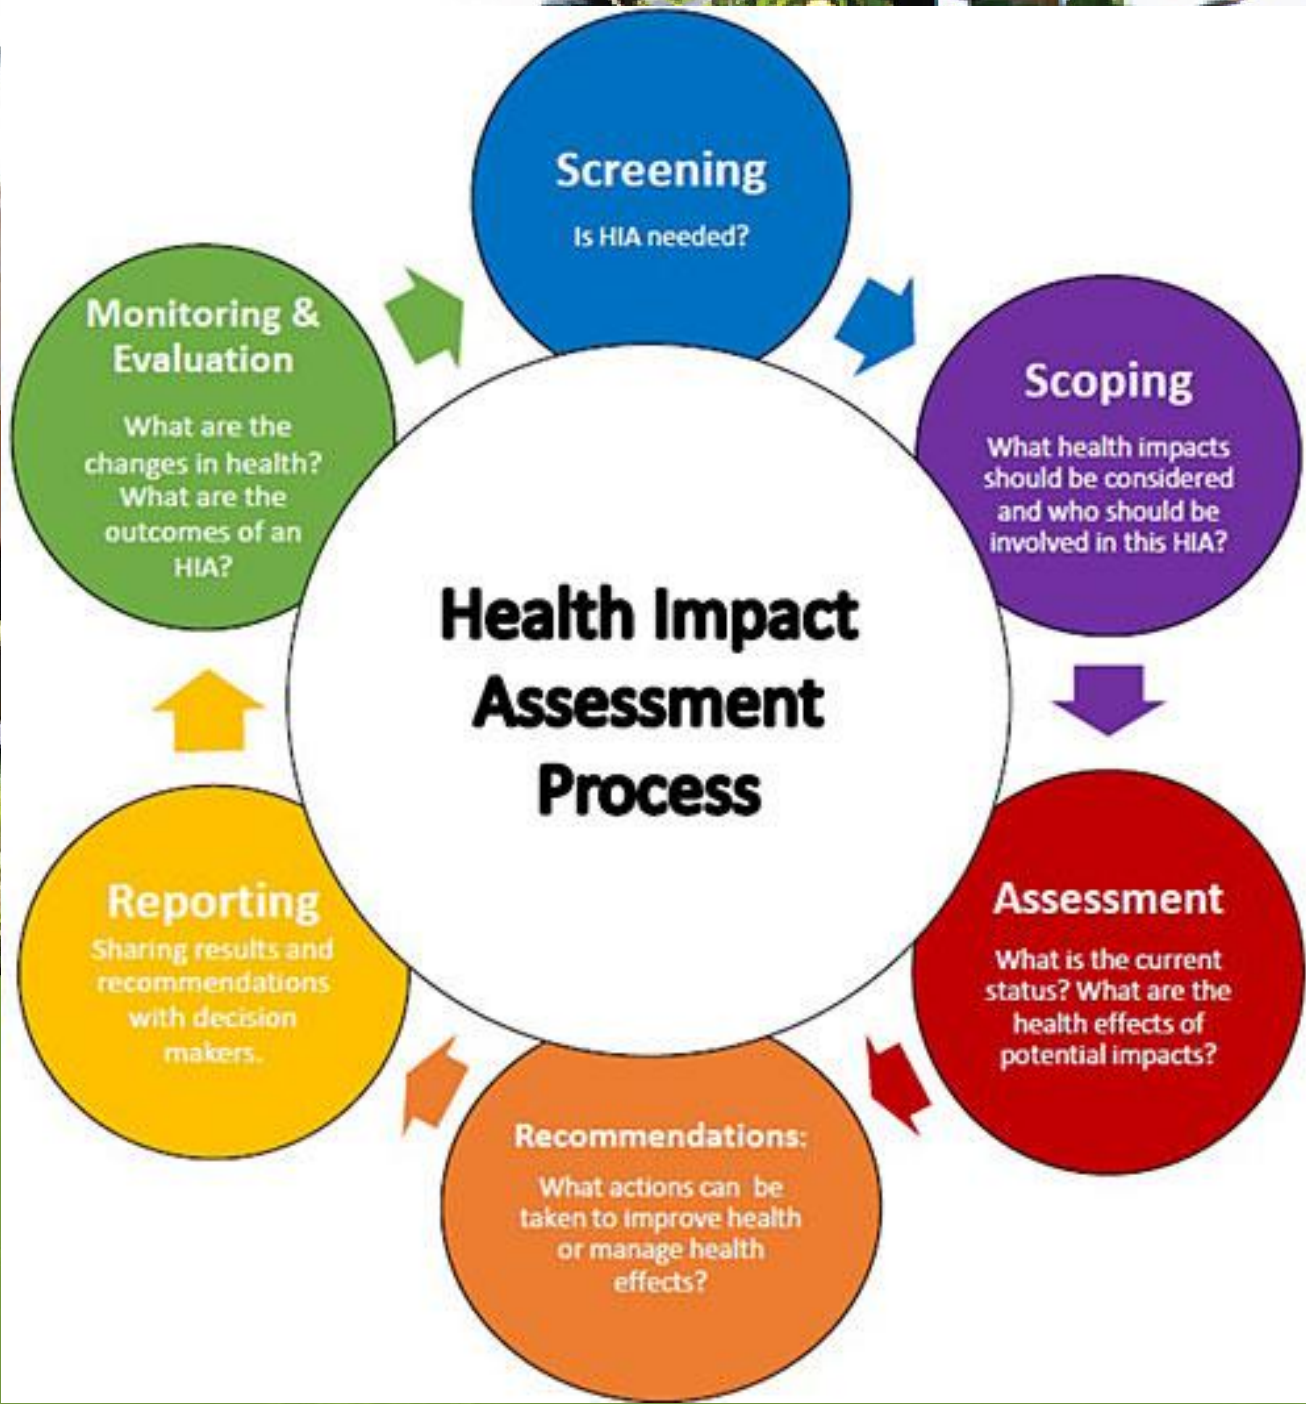 Screening
Is HIA needed?
Scoping
What health impacts
should be considered
and who should be
involved in this HIA?
Assessment
What is the current
status? What are the
health effects of
potential impacts?
Recommendations:
What actions can be
taken to improve health
or manage health
effects?
Reporting
Sharing results and
recommendations
with decision
makers.
Monitoring &
Evaluation
What are the
changes in health?
What are the
outcomes of an
HIA?
Health Impact
Assessment
Process